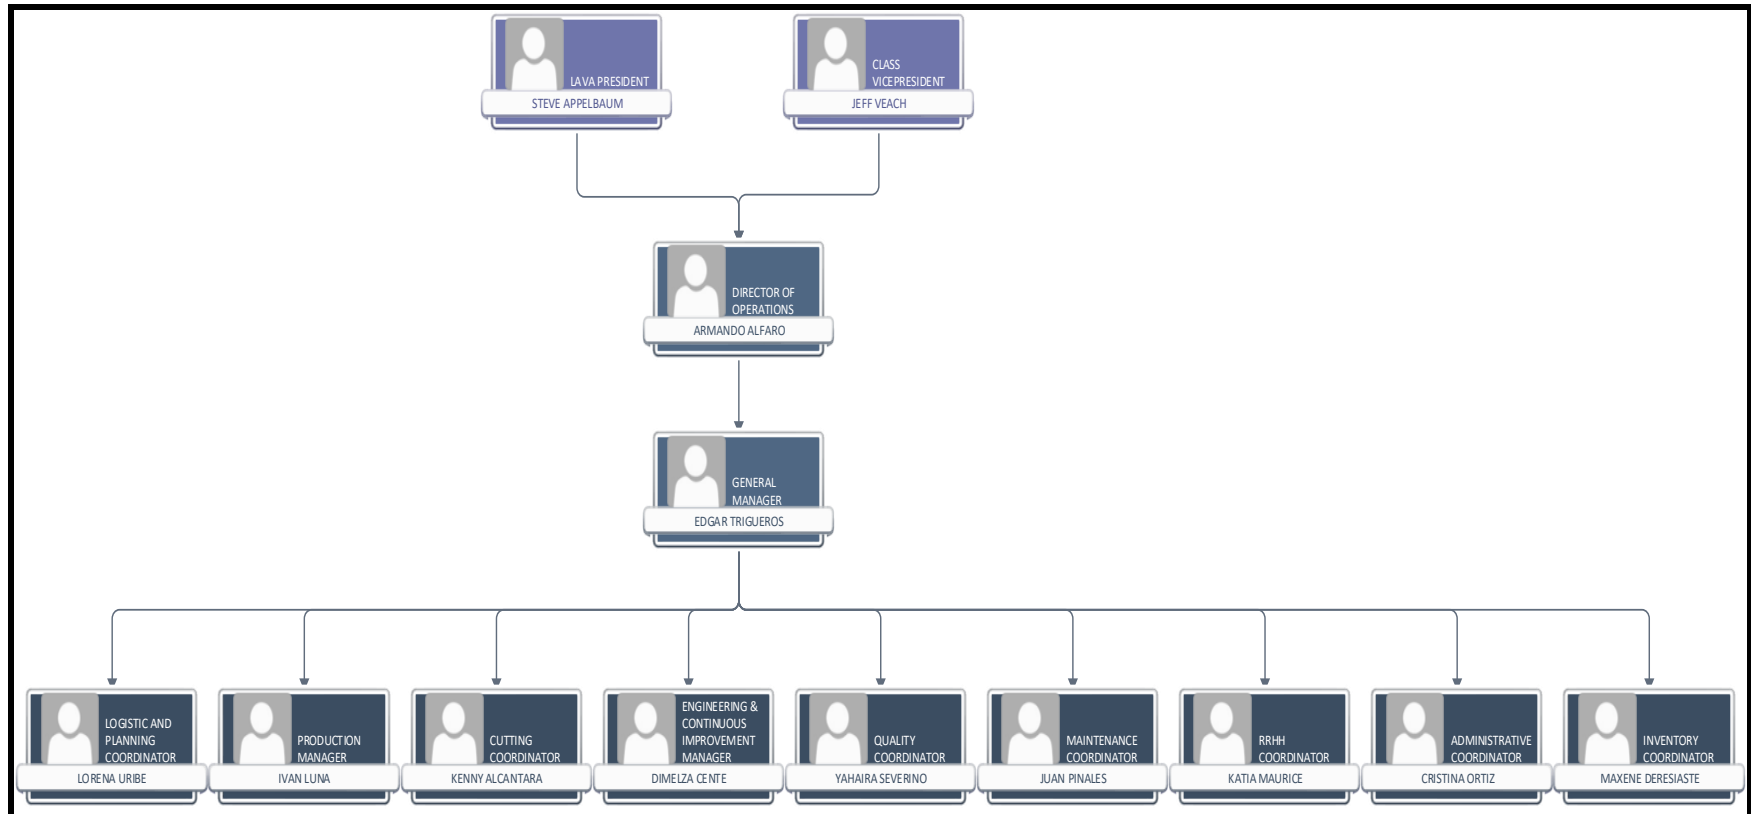 LAVA PRESIDENT
STEVE APPELBAUM
CLASS
VICEPRESIDENT
JEFF VEACH
DIRECTOR OF
OPERATIONS
ARMANDO ALFARO
GENERAL
MANAGER
EDGAR TRIGUEROS
LOGISTIC AND
PLANNING
COORDINATOR
LORENA URIBE
PRODUCTION
MANAGER
IVAN LUNA
CUTTING
COORDINATOR
KENNY ALCANTARA
ENGINEERING &
CONTINUOUS
IMPROVEMENT
MANAGER
DIMELZA CENTE
QUALITY
COORDINATOR
YAHAIRA SEVERINO
MAINTENANCE
COORDINATOR
JUAN PINALES
RRHH
COORDINATOR
KATIA MAURICE
ADMINISTRATIVE
COORDINATOR
CRISTINA ORTIZ
INVENTORY
COORDINATOR
MAXENE DERESIASTE